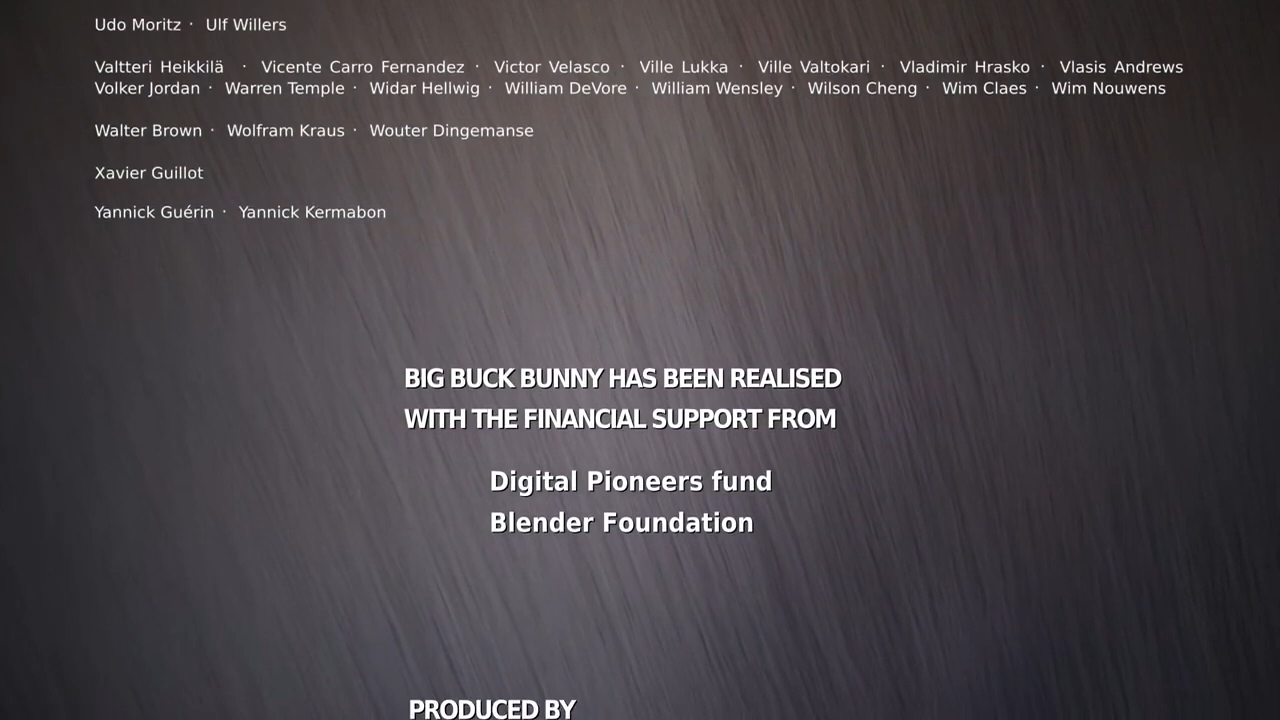 Udo Moritz · Ulf Willers
Valtteri Heikkilä · Vicente Carro Fernandez · Victor Velasco · Ville Lukka · Ville Valtokari · Vladimir Hrasko · Vlasis Andrews
Volker Jordan · Warren Temple · Widar Hellwig · William DeVore · William Wensley · Wilson Cheng · Wim Claes · Wim Nouwens
Walter Brown · Wolfram Kraus · Wouter Dingemanse
Xavier Guillot
Yannick Guérin · Yannick Kermabon
BIG BUCK BUNNY HAS BEEN REALISED
WITH THE FINANCIAL SUPPORT FROM
Digital Pioneers fund
Blender Foundation
PRODUCED BY